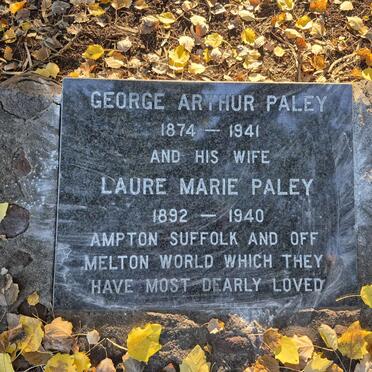 GEORGE ARTHUR PALEY
1874 — 1941
AND HIS WIFE
LAURE MARIE PALEY
1892 — 1940
AMPTON SUFFOLK AND OFF
MELTON WORLD WHICH THEY
HAVE MOST DEARLY LOVED